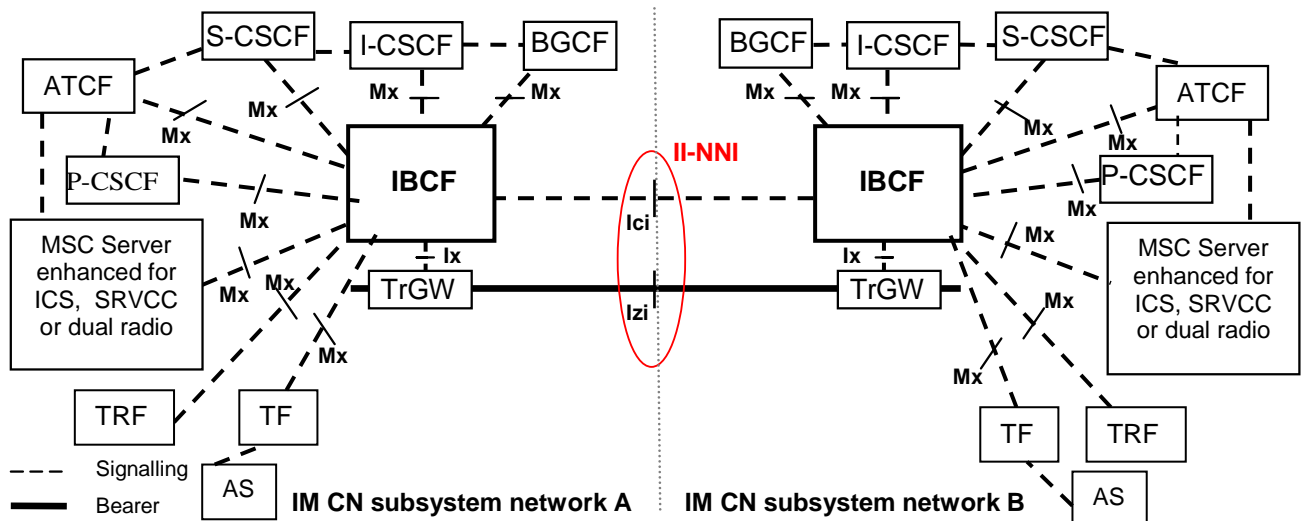 S-CSCF
I-CSCF
BGCF
BGCF
I-CSCF
S-CSCF
ATCF
ATCF
Mx
Mx
Mx
Mx
Mx
Mx
Mx
Mx
IBCF
II-NNI
IBCF
P-CSCF
P-CSCF
Mx
Mx
Ici
MSC Server
enhanced for
ICS, SRVCC
or dual radio
Mx
Mx
Mx
Ix
Ix
Mx
MSC Server
enhanced for
ICS, SRVCC
or dual radio
TrGW
TrGW
Izi
Mx
Mx
TRF
TF
TF
TRF
Signalling
AS
AS
Bearer
IM CN subsystem network A
IM CN subsystem network B